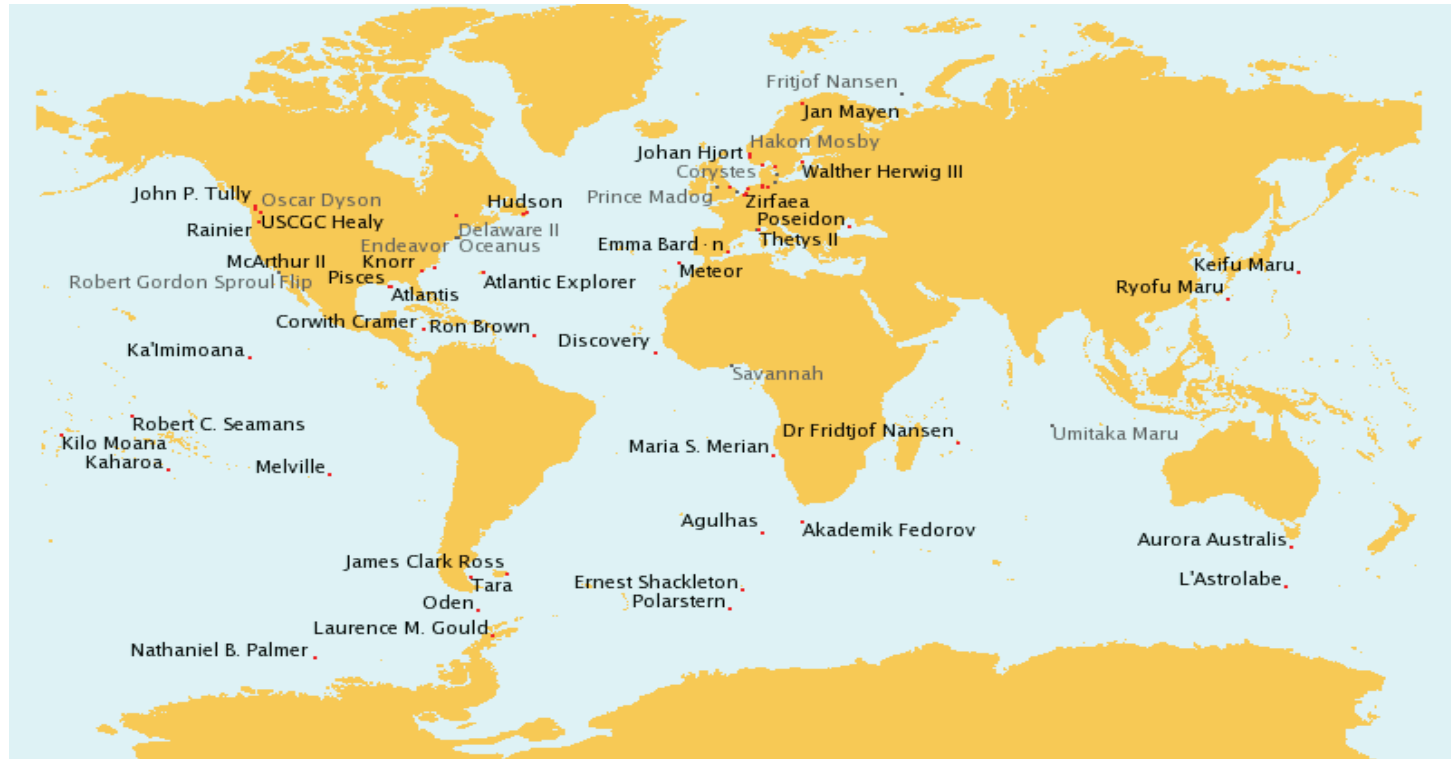 Fritjof Nansen
Jan Mayen
Hakon Mosby
Johan Hjort
Corystes
Walther Herwig III
John P. Tully
Oscar Dyson
Prince Madog
Hudson
Zirfaea
USCGC Healy
Poseidon
Rainier
Delaware II
Thetys II
Endeavor
Oceanus
Emma Bard · n
McArthur II
Knorr
Keifu Maru
Meteor
Pisces
Robert Gordon Sproul
Flip
Atlantic Explorer
Ryofu Maru
Atlantis
Corwith Cramer
Ron Brown
Discovery
Ka'Imimoana
Savannah
Robert C. Seamans
Dr Fridtjof Nansen
Umitaka Maru
Kilo Moana
Maria S. Merian
Kaharoa
Melville
Agulhas
Akademik Fedorov
Aurora Australis
James Clark Ross
L'Astrolabe
Ernest Shackleton
Tara
Oden
Polarstern
Laurence M. Gould
Nathaniel B. Palmer